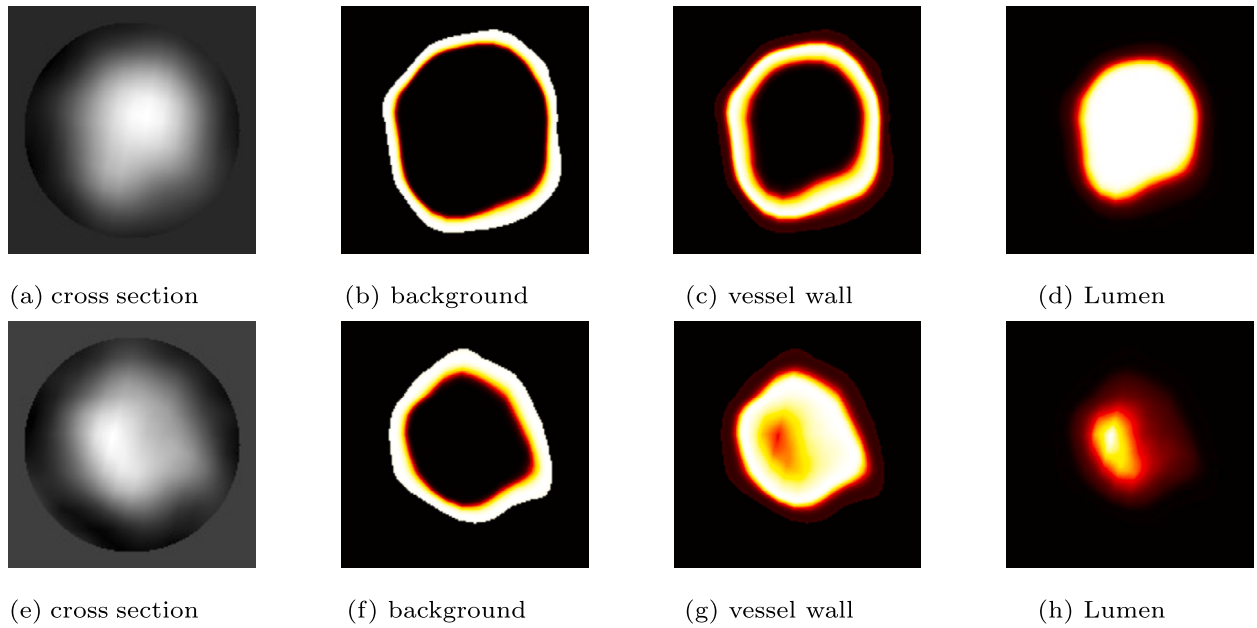 (a) cross section (b) background (c) vessel wall (d) Lumen
(e) cross section (f) background (g) vessel wall (h) Lumen